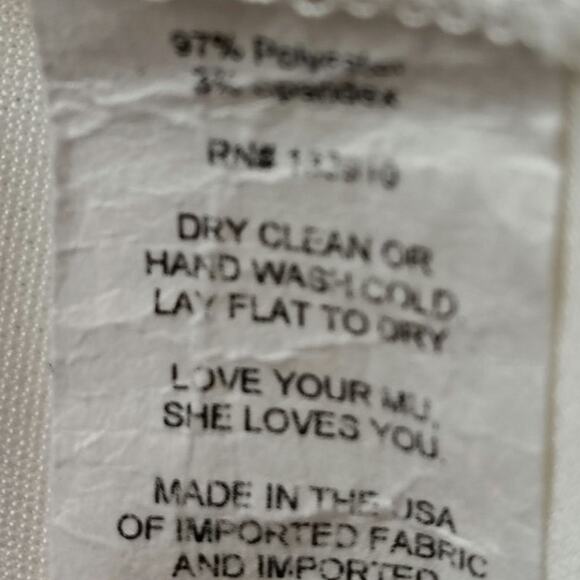 97% Polyester
3% spandex
RN#
DRY CLEAN OR
HAND WASH COLD
LAY FLAT TO DRY
LOVE YOUR MU.
SHE LOVES YOU.
MADE IN THE USA
OF IMPORTED FABRIC
AND IMPORTED